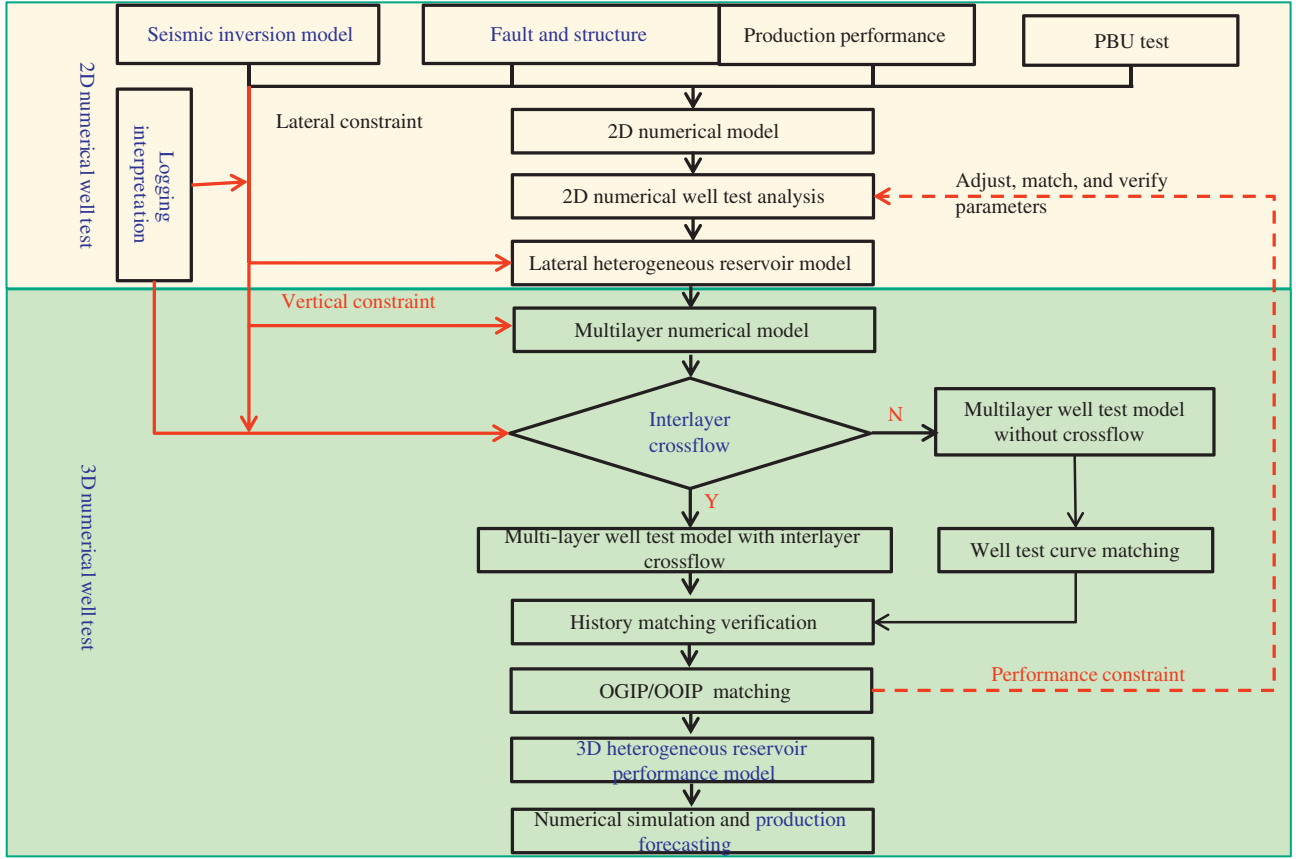 Seismic inversion model
Fault and structure
Production performance
PBU test
2D numerical well test
Logging
interpretation
Lateral constraint
2D numerical model
2D numerical well test analysis
Adjust, match, and verify
parameters
Lateral heterogeneous reservoir model
Vertical constraint
Multilayer numerical model
3D numerical well test
Interlayer
crossflow
N
Multilayer well test model
without crossflow
Y
Multi-layer well test model with interlayer
crossflow
Well test curve matching
History matching verification
OGIP/OOIP matching
Performance constraint
3D heterogeneous reservoir
performance model
Numerical simulation and production
forecasting